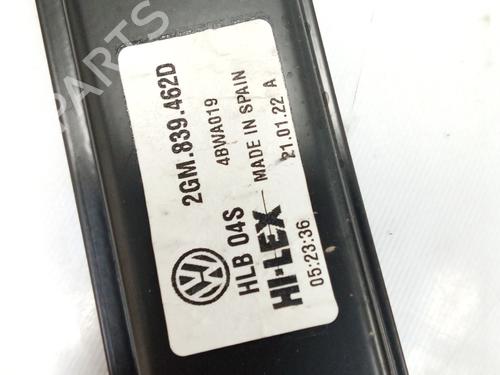 2GM.839.462D
4BWA019
HLB 04S
MADE IN SPAIN
HI-LEX
21.01.22 A
05:23:36
PARTS